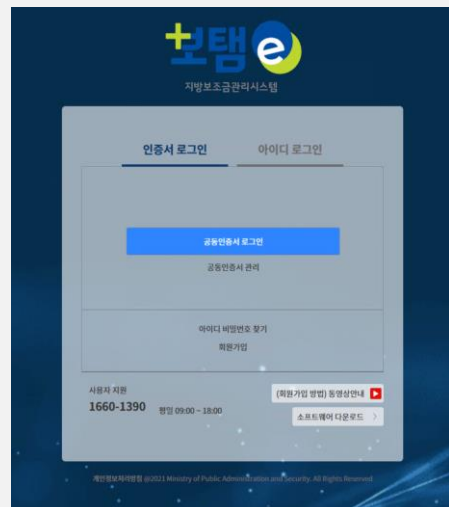 보탬e
지방보조금관리시스템
인증서 로그인 아이디 로그인
공동인증서 로그인
공동인증서 관리
아이디 비밀번호 찾기
회원가입
사용자 지원
1660-1390 평일 09:00 ~ 18:00
(회원가입 방법) 동영상안내
소프트웨어 다운로드
개인정보처리방침 @2021 Ministry of Public Administration and Security. All Rights Reserved